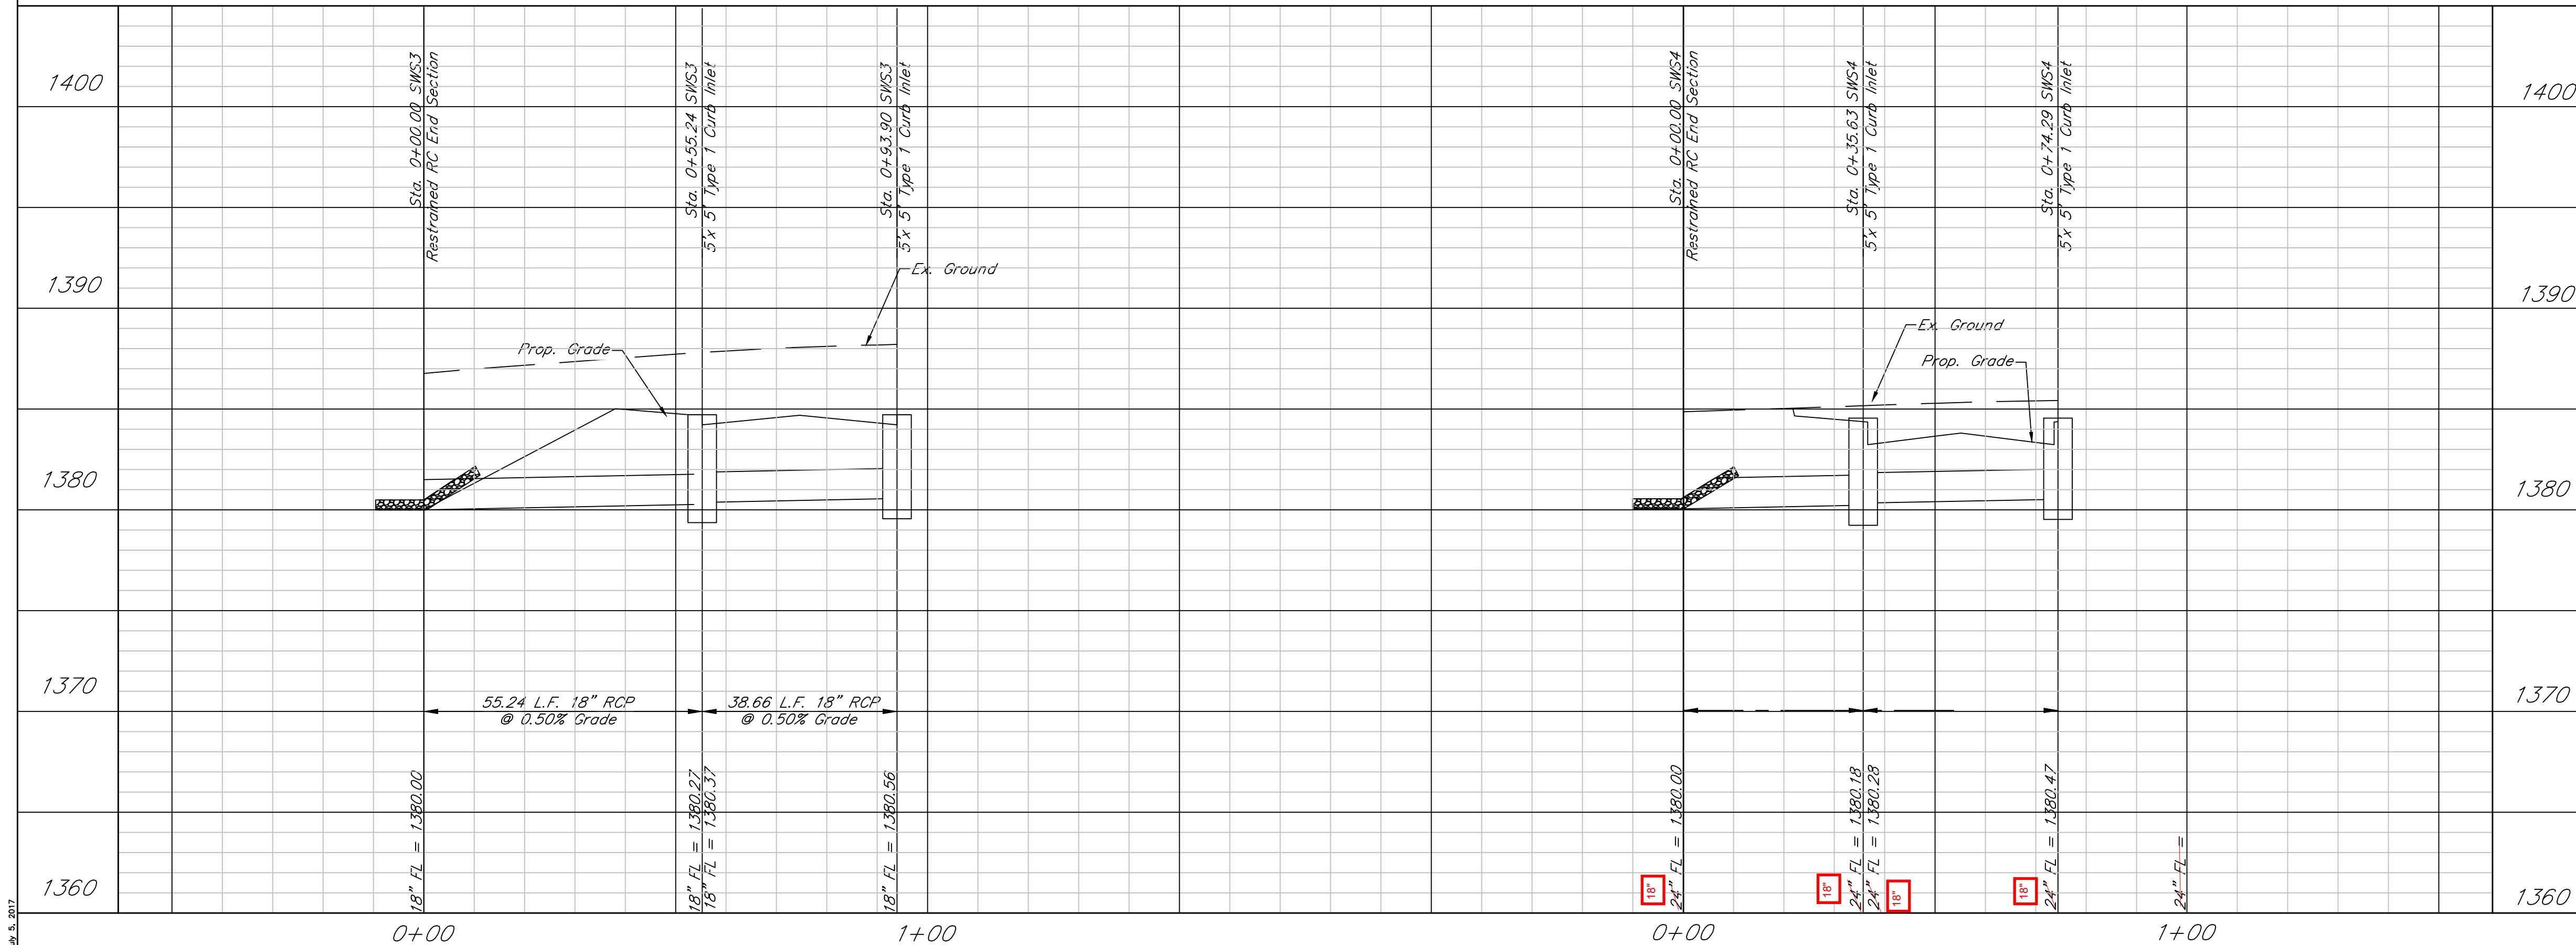 Sta. 0+00.00 SWS3
Restrained RC End Section
Sta. 0+55.24 SWS3
5'x 5' Type 1 Curb Inlet
Sta. 0+93.90 SWS3
5'x 5' Type 1 Curb Inlet
Sta. 0+00.00 SWS4
Restrained RC End Section
Sta. 0+35.63 SWS4
5'x 5' Type 1 Curb Inlet
Sta. 0+74.29 SWS4
5'x 5' Type 1 Curb Inlet
1400
1400
Ex. Ground
1390
1390
Prop. Grade
Ex. Ground
Prop. Grade
1380
1380
1370
1370
55.24 L.F. 18" RCP
@ 0.50% Grade
38.66 L.F. 18" RCP
@ 0.50% Grade
18" FL = 1380.00
18" FL = 1380.27
18" FL = 1380.37
18" FL = 1380.56
24" FL = 1380.00
24" FL = 1380.18
24" FL = 1380.28
24" FL = 1380.47
24" FL =
18"
18"
18"
18"
1360
1360
0+00
1+00
0+00
1+00
5, 2017